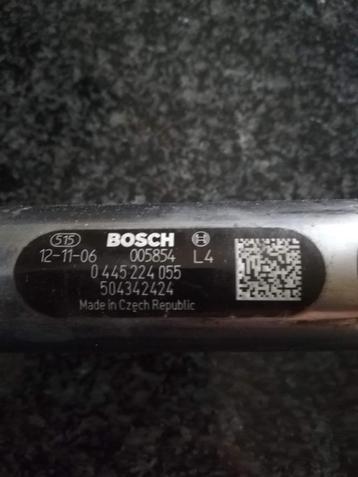 515 BOSCH
12-11-06 005854 L4
0 445 224 055
504342424
Made in Czech Republic